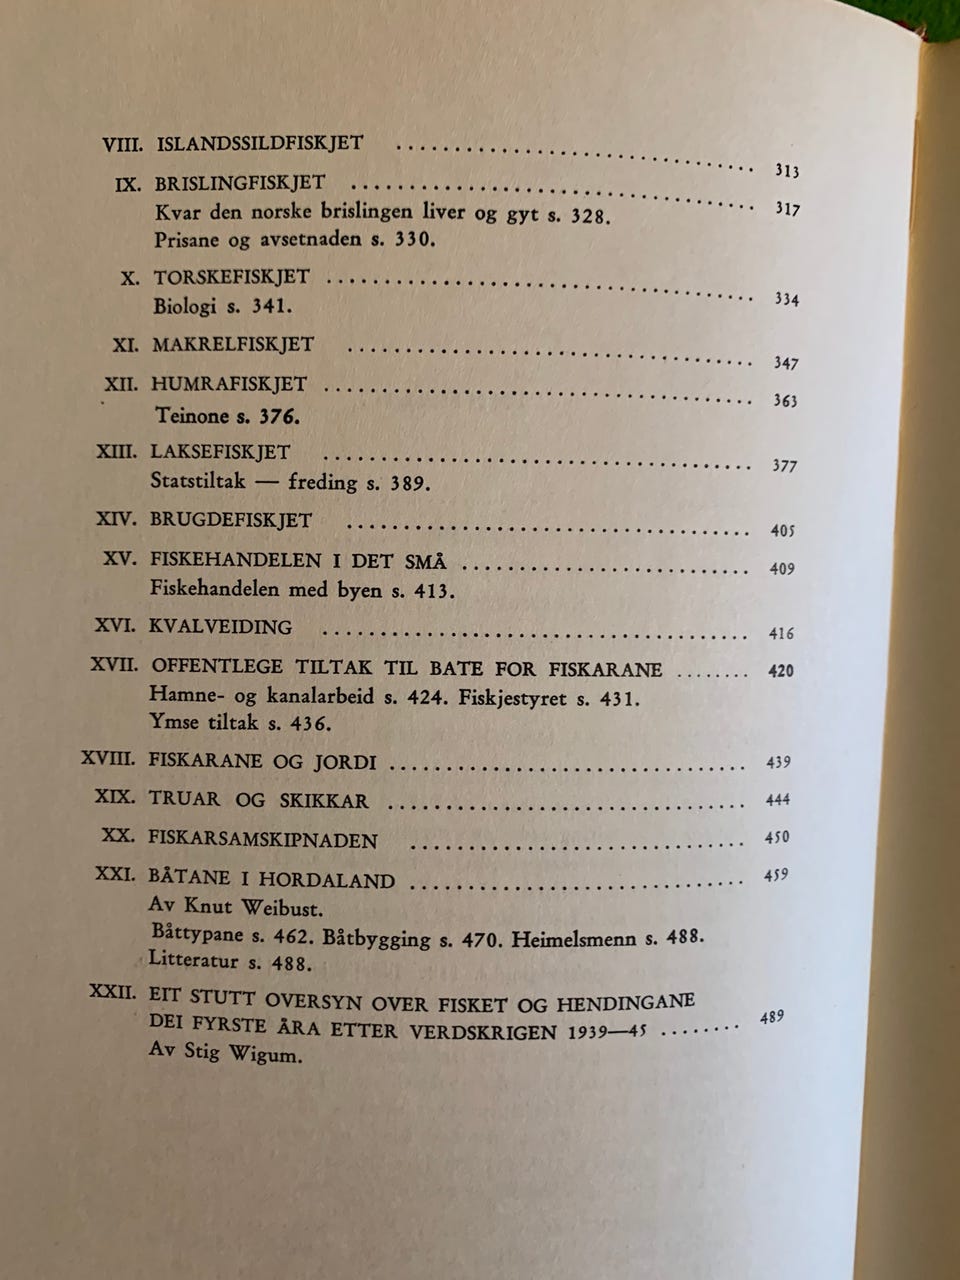 VIII. ISLANDSSILDFISKJET ........................................ 313
IX. BRISLINGFISKJET ........................................ 317
Kvar den norske brislingen liver og gyt s. 328.
Prisane og avsetnaden s. 330.
X. TORSKEFISKJET ........................................ 334
Biologi s. 341.
XI. MAKRELFISKJET ........................................ 347
XII. HUMRAFISKJET ........................................ 363
Teinone s. 376.
XIII. LAKSEFISKJET ........................................ 377
Statstiltak — freding s. 389.
XIV. BRUGDEFISKJET ........................................ 405
XV. FISKEHANDELEN I DET SMÅ ........................... 409
Fiskehandelen med byen s. 413.
XVI. KVALVEIDING ........................................ 416
XVII. OFFENTLEGE TILTAK TIL BATE FOR FISKARANE ........ 420
Hamne- og kanalarbeid s. 424. Fiskjestyret s. 431.
Ymse tiltak s. 436.
XVIII. FISKARANE OG JORDI ................................ 439
XIX. TRUAR OG SKIKKAR ................................ 444
XX. FISKARSAMSKIPNADEN ................................ 450
XXI. BÅTANE I HORDALAND ................................ 459
Av Knut Weibust.
Båttypane s. 462. Båtbygging s. 470. Heimelsmenn s. 488.
Litteratur s. 488.
XXII. EIT STUTT OVERSYN OVER FISKET OG HENDINGANE
DEI FYRSTE ÅRA ETTER VERDSKRIGEN 1939—45 ........ 489
Av Stig Wigum.